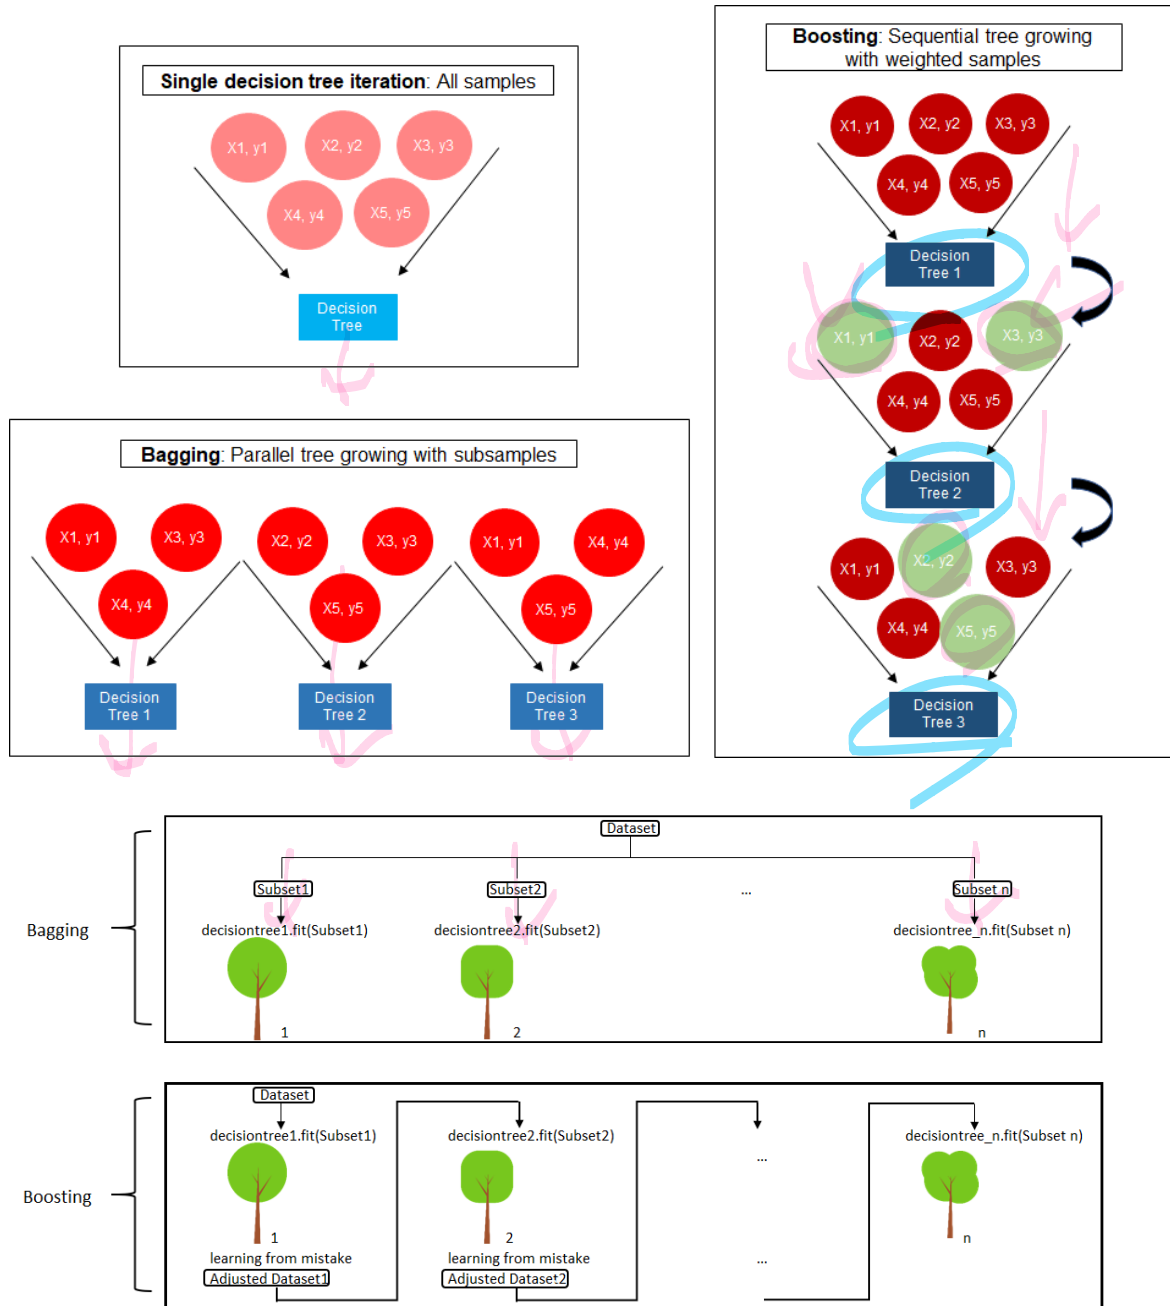 Single decision tree iteration: All samples
X1, y1
X2, y2
X3, y3
X4, y4
X5, y5
Decision
Tree
Bagging: Parallel tree growing with subsamples
X1, y1
X3, y3
X4, y4
Decision
Tree 1
X2, y2
X3, y3
X5, y5
Decision
Tree 2
X1, y1
X4, y4
X5, y5
Decision
Tree 3
Boosting: Sequential tree growing
with weighted samples
X1, y1
X2, y2
X3, y3
X4, y4
X5, y5
Decision
Tree 1
X1, y1
X2, y2
X3, y3
X4, y4
X5, y5
Decision
Tree 2
X1, y1
X2, y2
X3, y3
X4, y4
X5, y5
Decision
Tree 3
Bagging
Dataset
Subset1
Subset2
...
Subset n
decisiontree1.fit(Subset1)
decisiontree2.fit(Subset2)
decisiontree_n.fit(Subset n)
1
2
n
Boosting
Dataset
decisiontree1.fit(Subset1)
decisiontree2.fit(Subset2)
...
decisiontree_n.fit(Subset n)
1
2
n
learning from mistake
learning from mistake
...
Adjusted Dataset1
Adjusted Dataset2